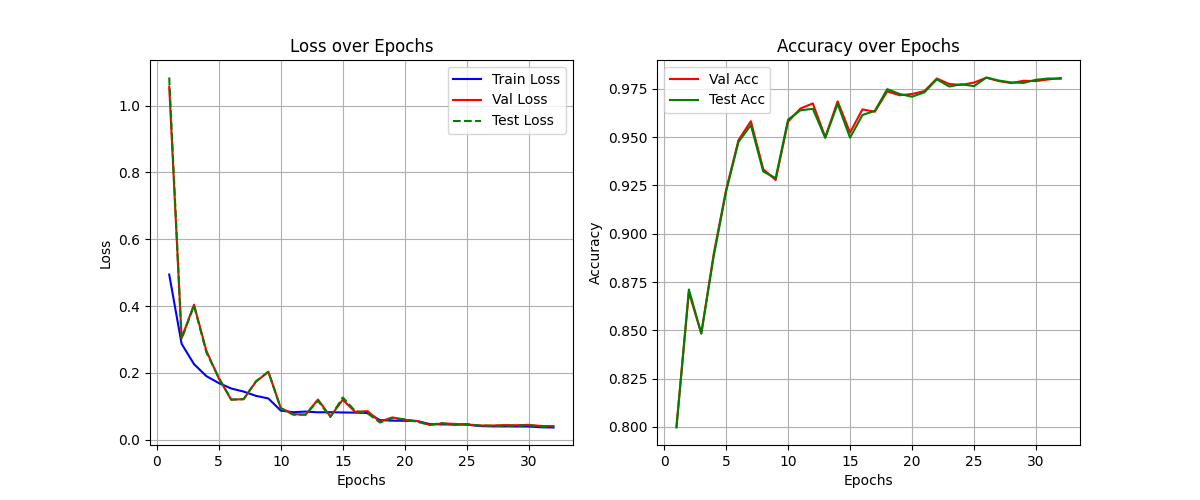 Loss over Epochs
Train Loss
Val Loss
Test Loss
1.0
0.8
0.6
0.4
0.2
0.0
Loss
0 5 10 15 20 25 30
Epochs
Accuracy over Epochs
Val Acc
Test Acc
0.975
0.950
0.925
0.900
0.875
0.850
0.825
0.800
Accuracy
0 5 10 15 20 25 30
Epochs